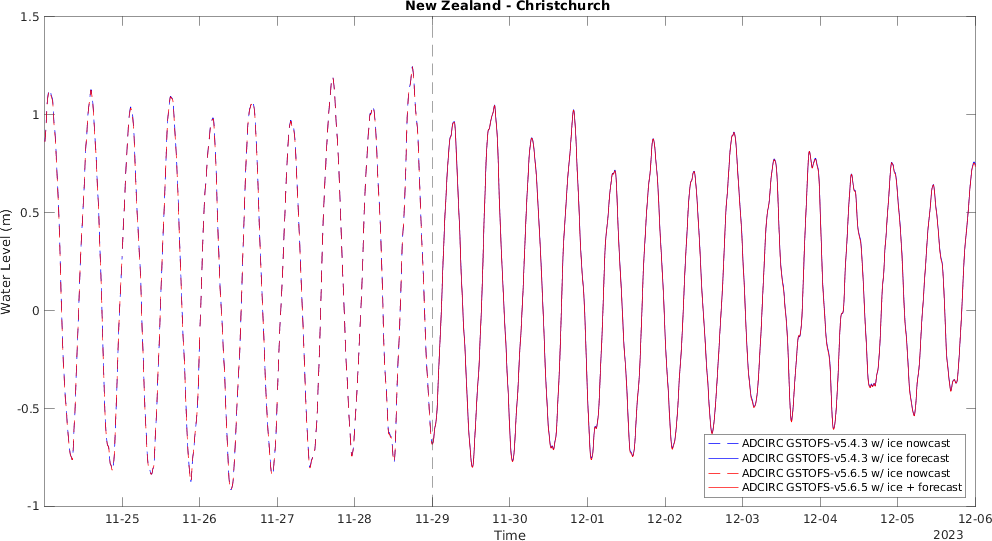 New Zealand - Christchurch
1.5
1
0.5
0
-0.5
-1
Water Level (m)
11-25 11-26 11-27 11-28 11-29 11-30 12-01 12-02 12-03 12-04 12-05 12-06
Time
2023
ADCIRC GSTOFS-v5.4.3 w/ ice nowcast
ADCIRC GSTOFS-v5.4.3 w/ ice forecast
ADCIRC GSTOFS-v5.6.5 w/ ice nowcast
ADCIRC GSTOFS-v5.6.5 w/ ice + forecast